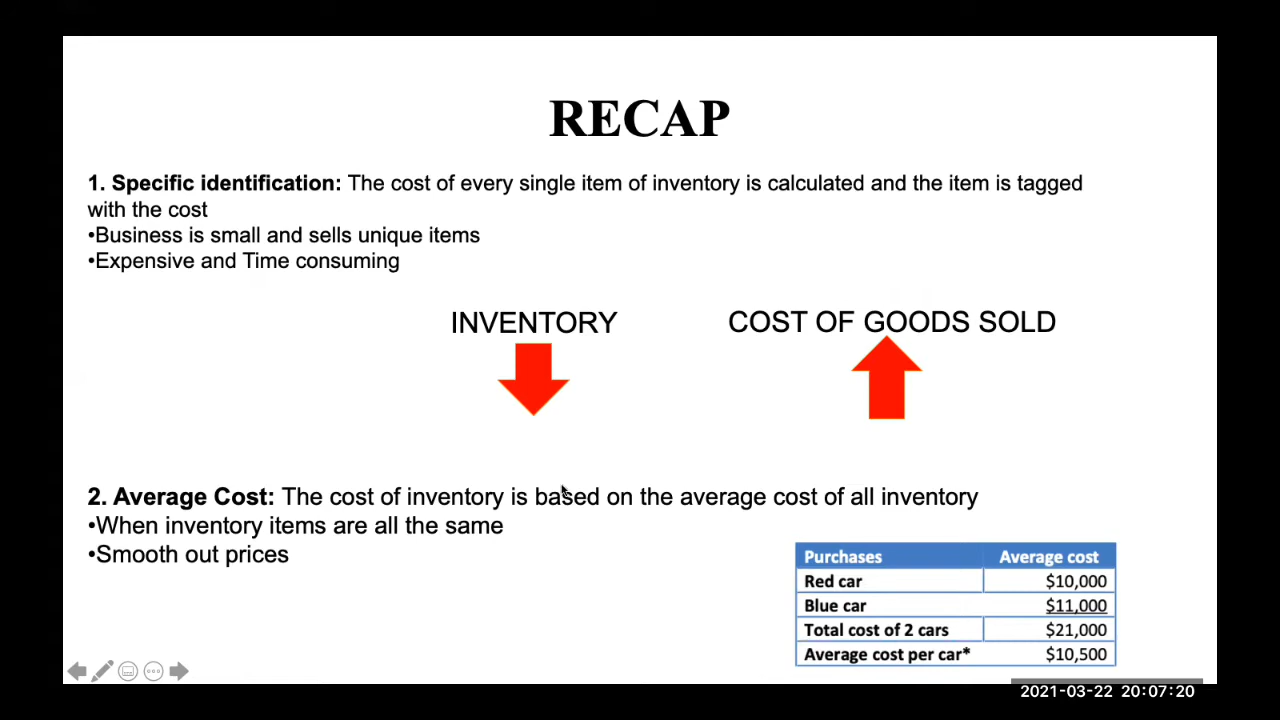 RECAP
1. Specific identification: The cost of every single item of inventory is calculated and the item is tagged
with the cost
•Business is small and sells unique items
•Expensive and Time consuming
INVENTORY COST OF GOODS SOLD
2. Average Cost: The cost of inventory is based on the average cost of all inventory
•When inventory items are all the same
•Smooth out prices
Purchases Average cost
Red car $10,000
Blue car $11,000
Total cost of 2 cars $21,000
Average cost per car* $10,500
2021-03-22 20:07:20